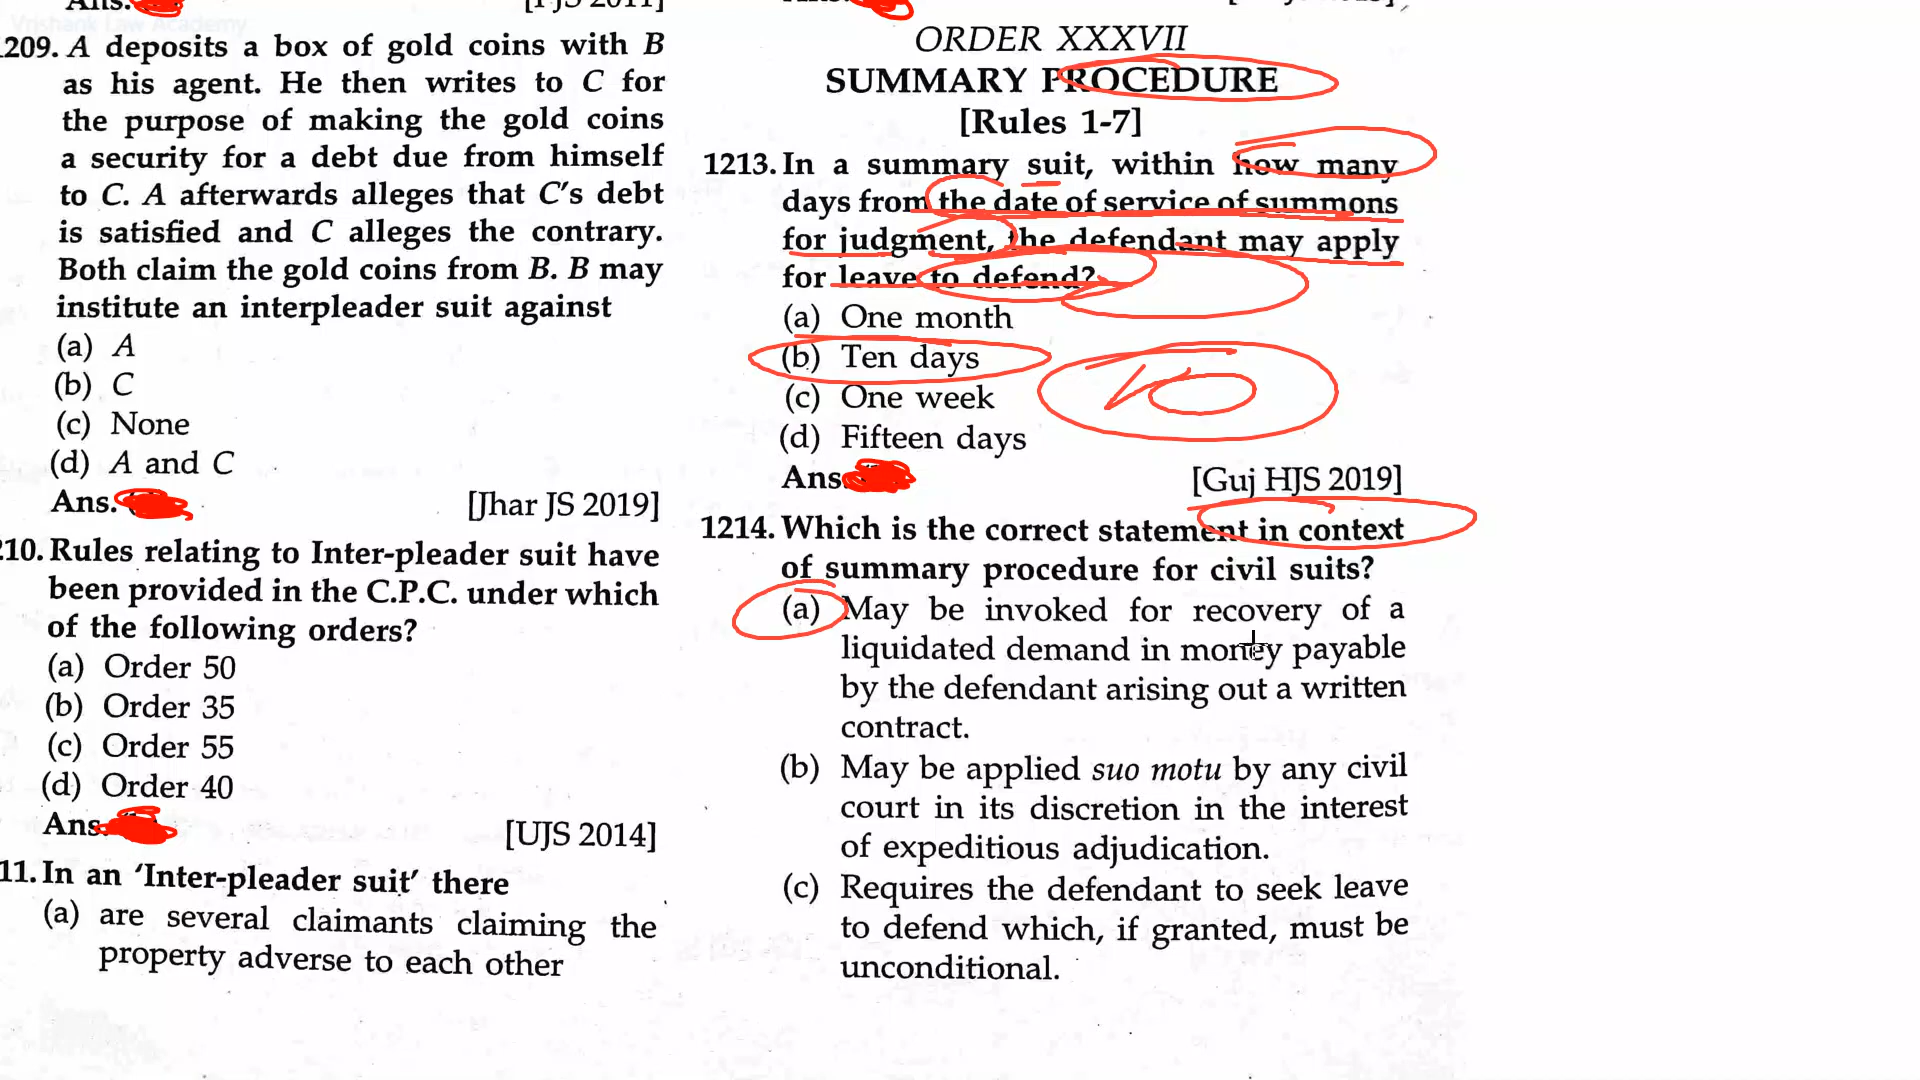 Ans.
[PJS 2011]
Vrishank Law Academy
209. A deposits a box of gold coins with B
as his agent. He then writes to C for
the purpose of making the gold coins
a security for a debt due from himself
to C. A afterwards alleges that C's debt
is satisfied and C alleges the contrary.
Both claim the gold coins from B. B may
institute an interpleader suit against
(a) A
(b) C
(c) None
(d) A and C
Ans.
[Jhar JS 2019]
210. Rules relating to Inter-pleader suit have
been provided in the C.P.C. under which
of the following orders?
(a) Order 50
(b) Order 35
(c) Order 55
(d) Order 40
Ans.
[UJS 2014]
11. In an ‘Inter-pleader suit’ there
(a) are several claimants claiming the
property adverse to each other
ORDER XXXVII
SUMMARY PROCEDURE
[Rules 1-7]
1213. In a summary suit, within how many
days from the date of service of summons
for judgment, the defendant may apply
for leave to defend?
(a) One month
(b) Ten days
(c) One week
(d) Fifteen days
10
Ans.
[Guj HJS 2019]
1214. Which is the correct statement in context
of summary procedure for civil suits?
(a) May be invoked for recovery of a
liquidated demand in money payable
by the defendant arising out a written
contract.
(b) May be applied suo motu by any civil
court in its discretion in the interest
of expeditious adjudication.
(c) Requires the defendant to seek leave
to defend which, if granted, must be
unconditional.